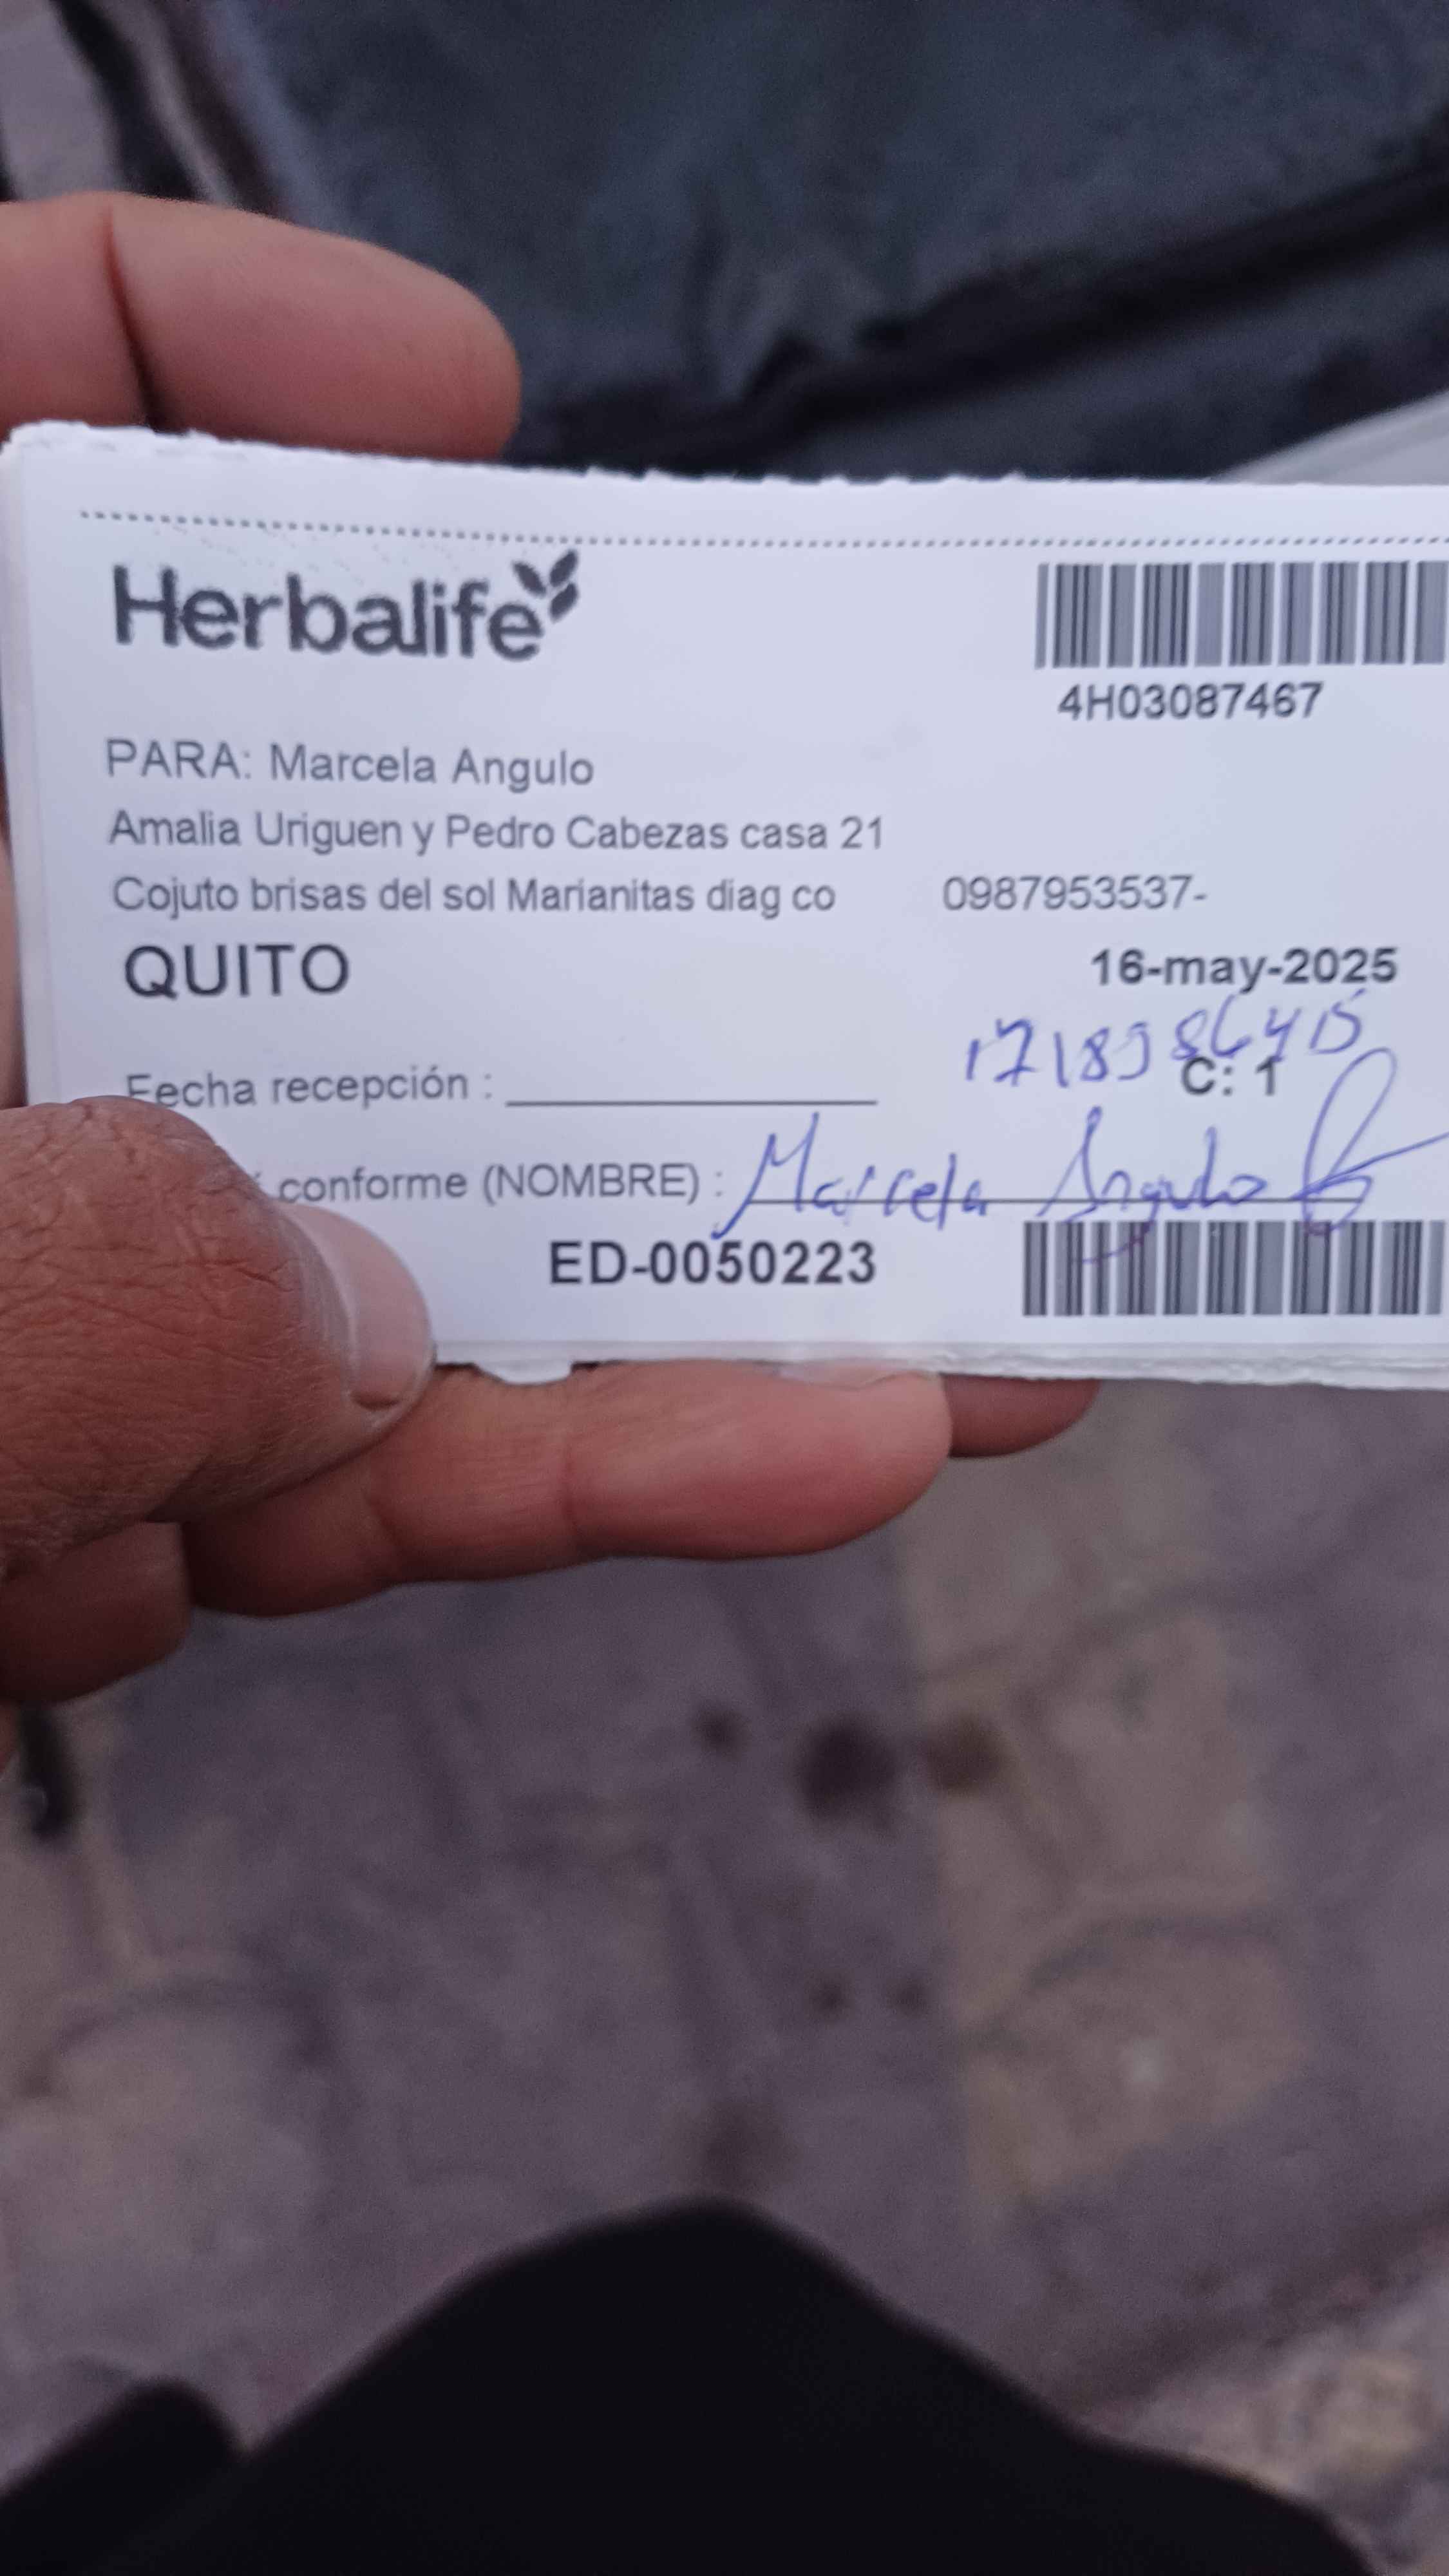 Herbalife
4H03087467
PARA: Marcela Angulo
Amalia Uriguen y Pedro Cabezas casa 21
Cojuto brisas del sol Marianitas diag co 0987953537-
QUITO
16-may-2025
Fecha recepción :
C: 1
conforme (NOMBRE) : Marcela Angulo
ED-0050223